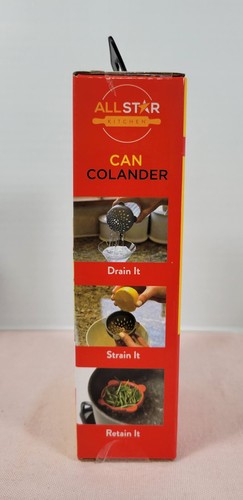 ALLSTAR
KITCHEN
CAN
COLANDER
Drain It
Strain It
Retain It